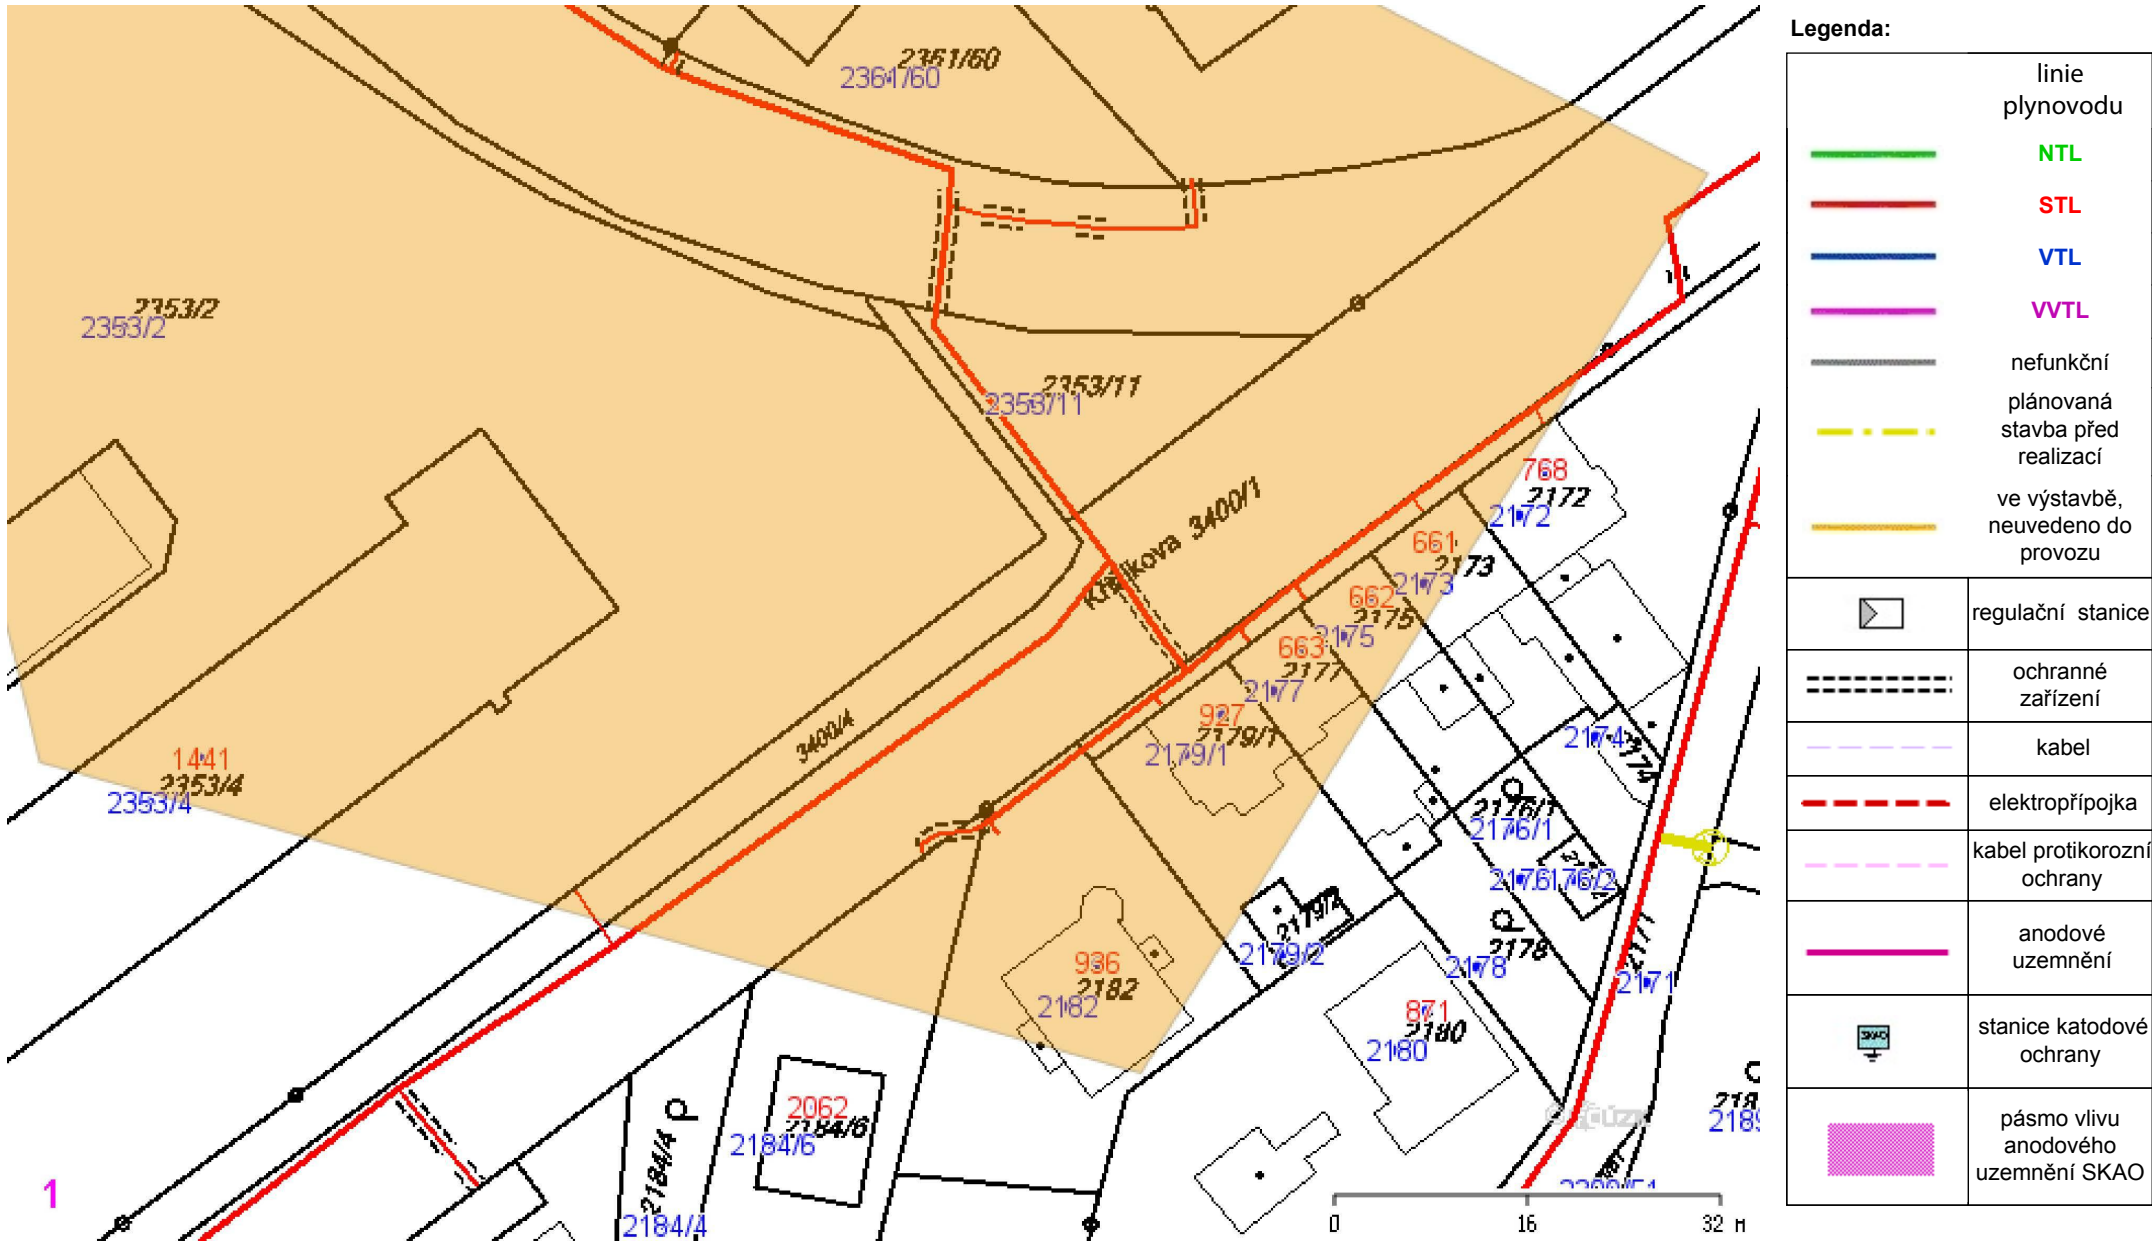 2361/60
2361/60
2353/2
2353/2
2353/11
2353/11
3400/1
768
2172
2172
661
2173
2173
662
2175
2175
663
2177
2177
927
2179/1
2179/1
3400/4
1441
2353/4
2353/4
2174
2174
2176/1
2176/1
2176/2
2179/2
2179/2
2178
2178
2171
2171
936
2182
2182
871
2180
2180
2062
2184/6
2184/6
2184/4
2184/4
1
0 16 32 M
Legenda:
linie
plynovodu
NTL
STL
VTL
VVTL
nefunkční
plánovaná
stavba před
realizací
ve výstavbě,
neuvedeno do
provozu
regulační stanice
ochranné
zařízení
kabel
elektropřípojka
kabel protikorozní
ochrany
anodové
uzemnění
SKAO
stanice katodové
ochrany
pásmo vlivu
anodového
uzemnění SKAO